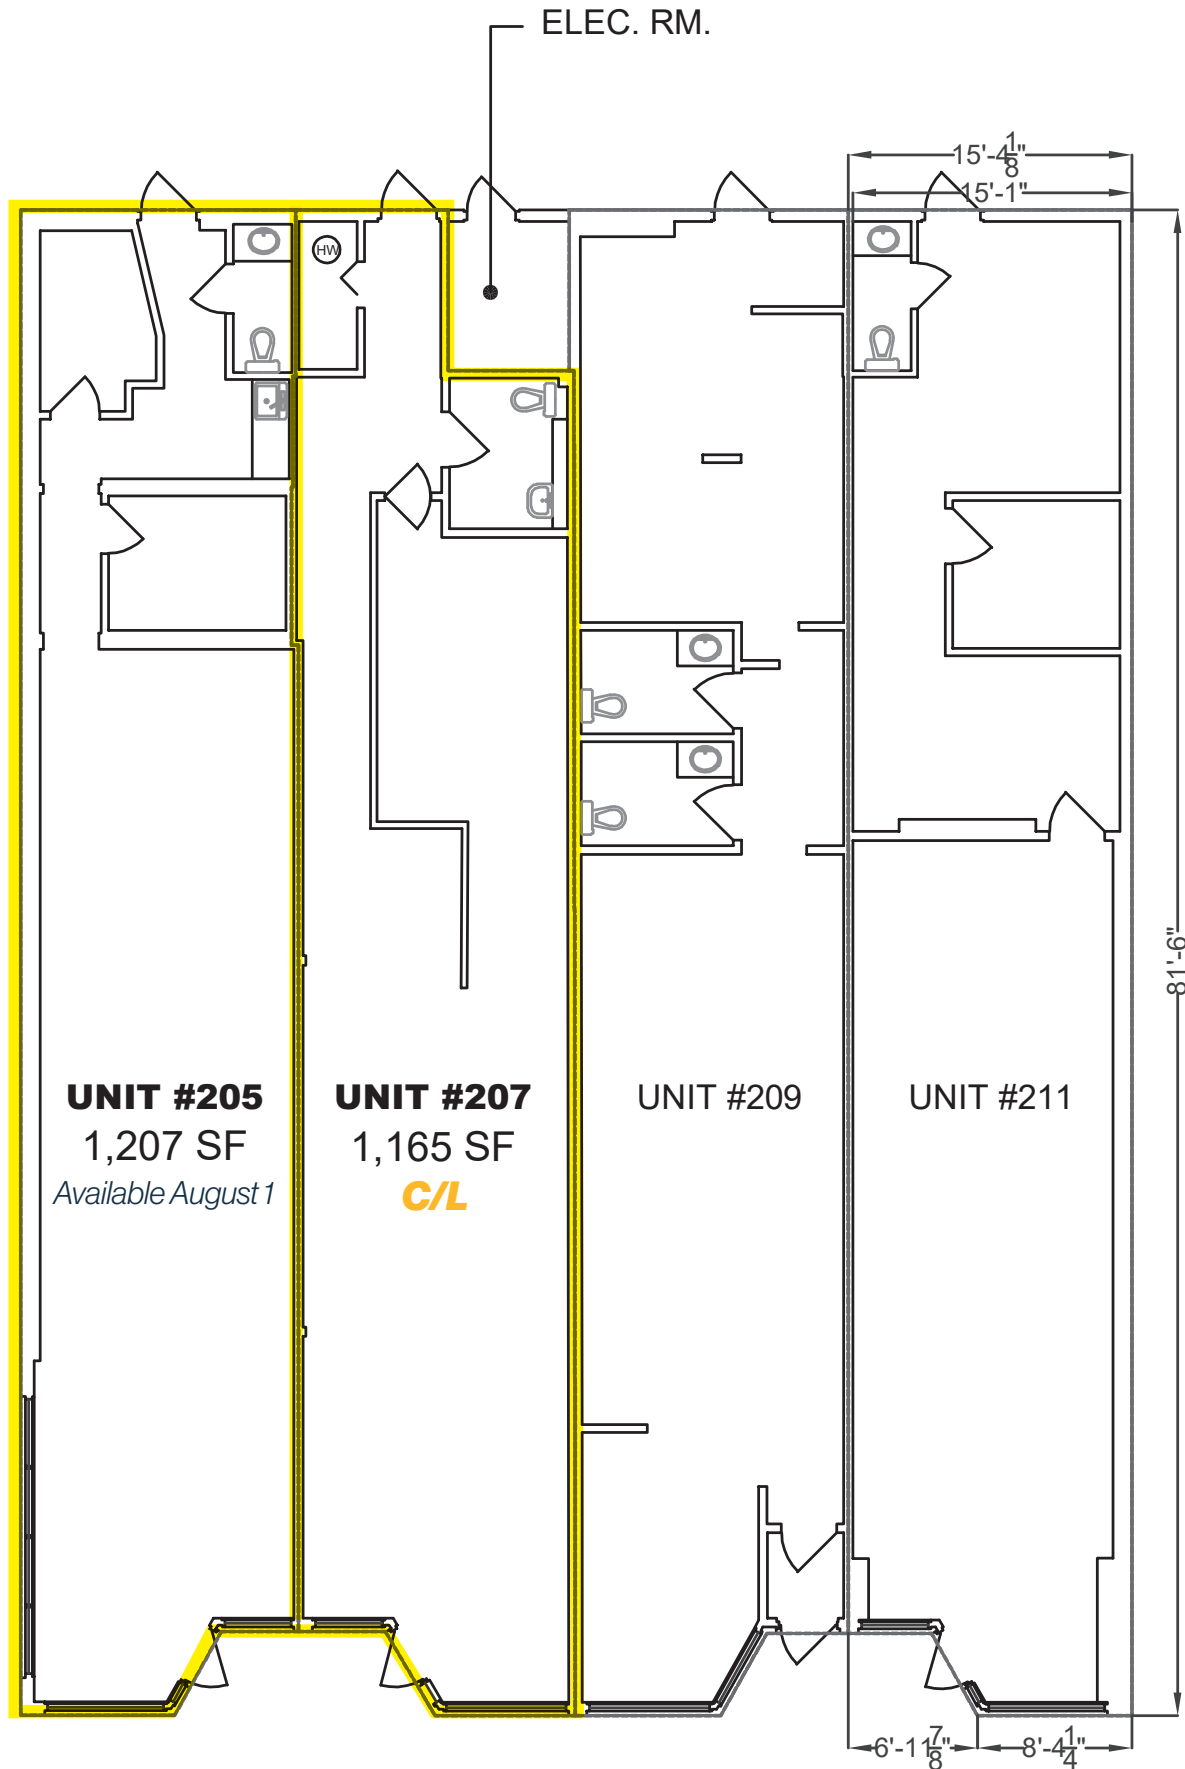 ELEC. RM.
15'-4 1/8"
15'-1"
HW
81'-6"
UNIT #205
1,207 SF
Available August 1
UNIT #207
1,165 SF
C/L
UNIT #209
UNIT #211
6'-11 7/8"
8'-4 1/4"